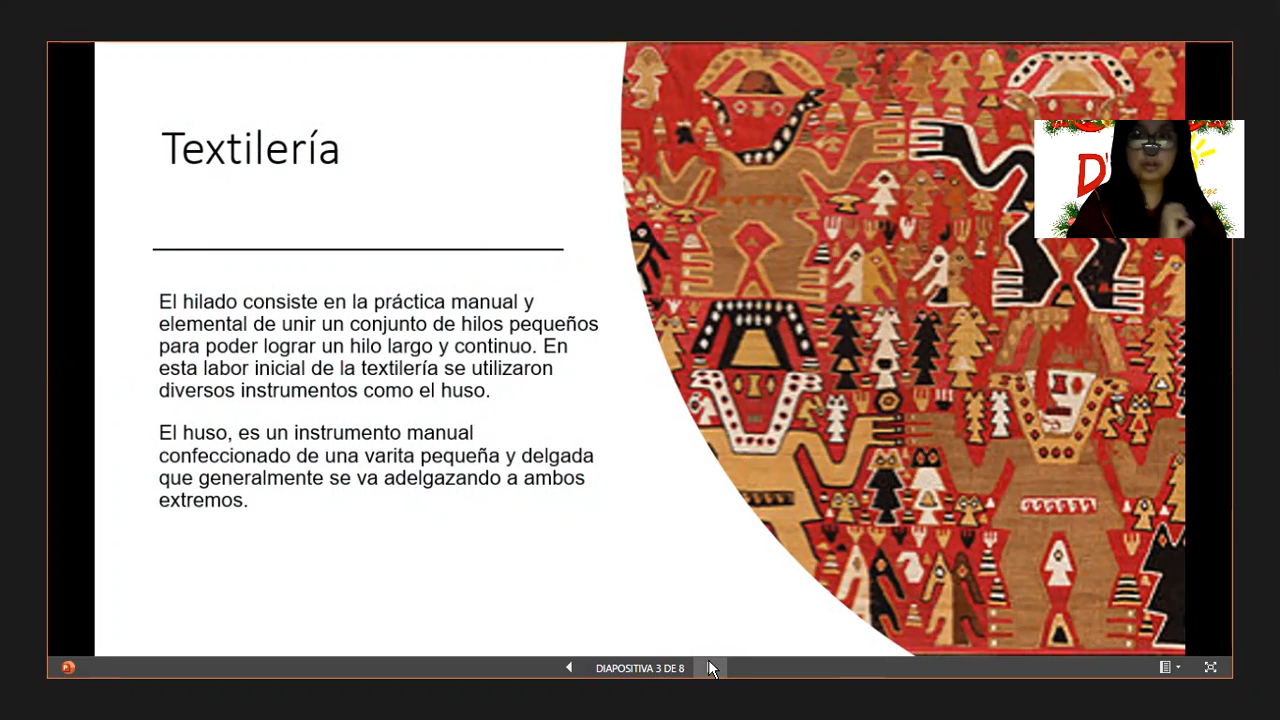 Textilería
El hilado consiste en la práctica manual y
elemental de unir un conjunto de hilos pequeños
para poder lograr un hilo largo y continuo. En
esta labor inicial de la textilería se utilizaron
diversos instrumentos como el huso.
El huso, es un instrumento manual
confeccionado de una varita pequeña y delgada
que generalmente se va adelgazando a ambos
extremos.
DIAPOSITIVA 3 DE 8